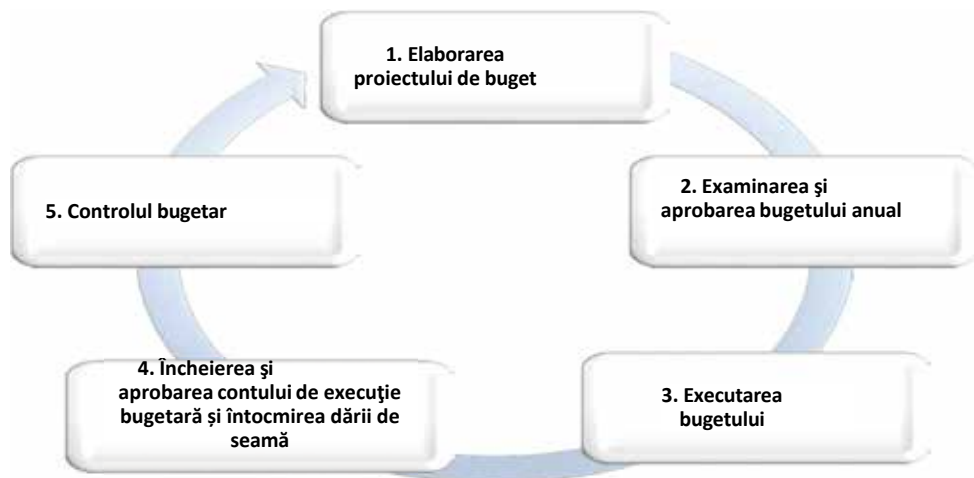 1. Elaborarea
proiectului de buget
2. Examinarea şi
aprobarea bugetului anual
3. Executarea
bugetului
4. Încheierea şi
aprobarea contului de execuţie
bugetară și întocmirea dării de
seamă
5. Controlul bugetar